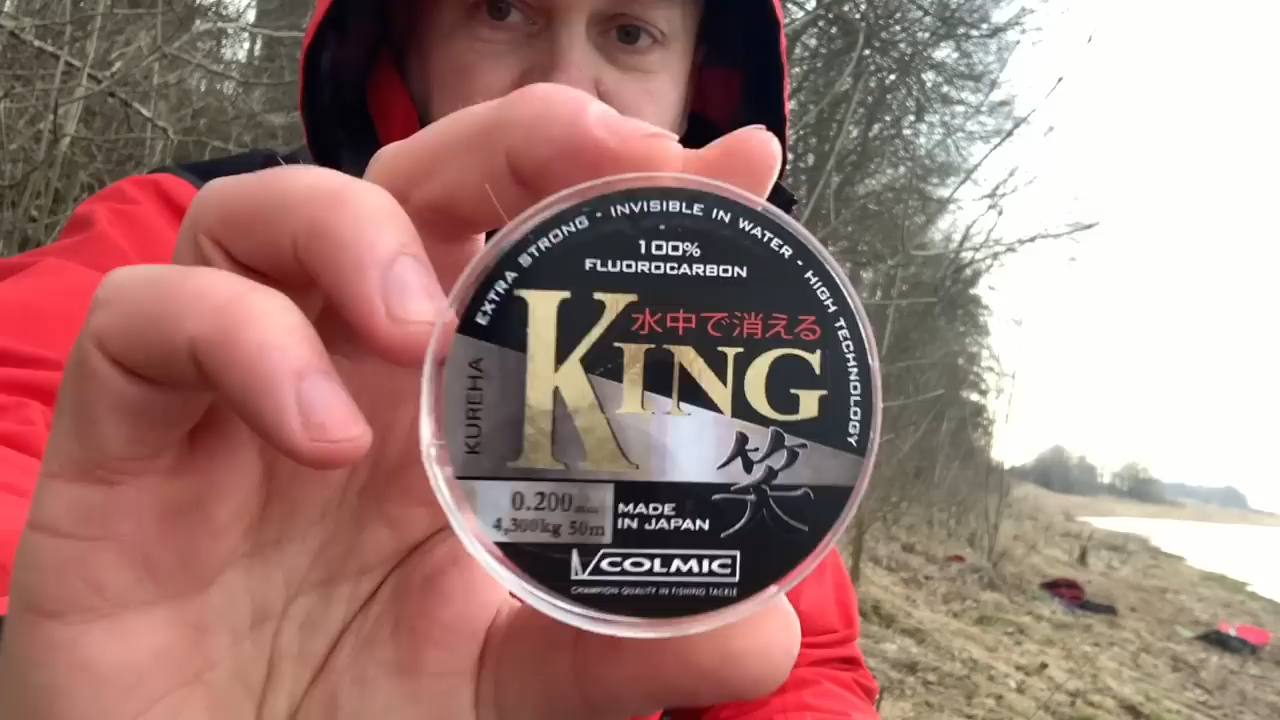 EXTRA STRONG · INVISIBLE IN WATER · HIGH TECHNOLOGY
100%
FLUOROCARBON
水中で消える
KING
KUREHA
笑
0.200mm
4,300kg 50m
MADE
IN JAPAN
COLMIC
CHAMPION QUALITY IN FISHING TACKLE